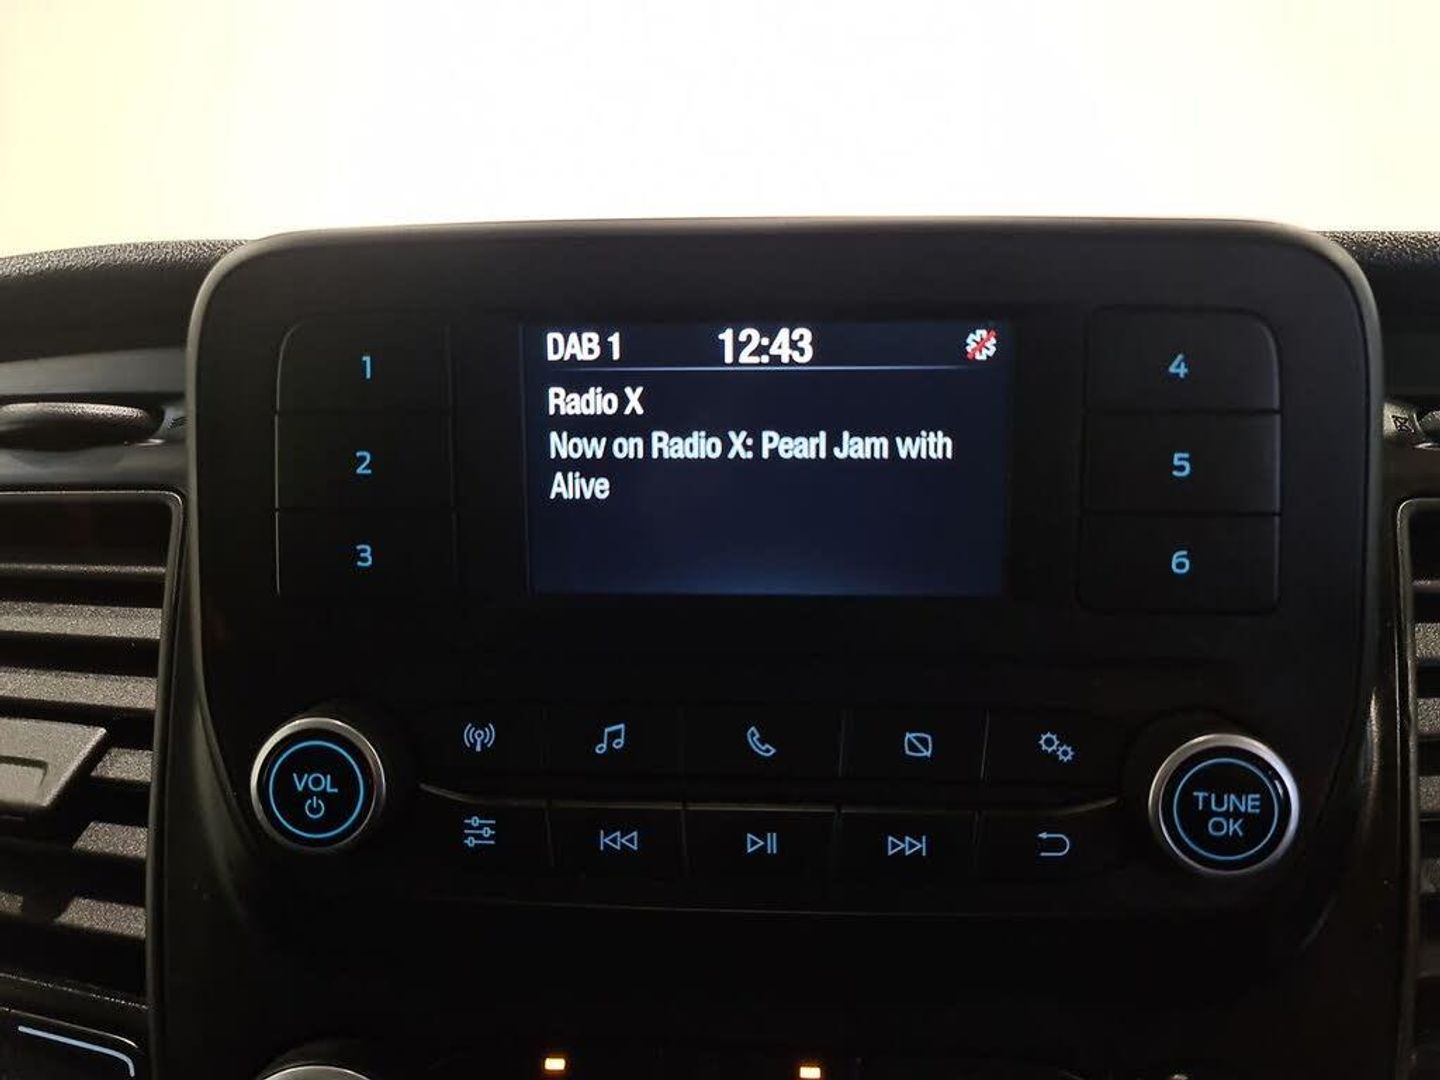 DAB 1 12:43
Radio X
Now on Radio X: Pearl Jam with
Alive
1
2
3
4
5
6
VOL
TUNE
OK